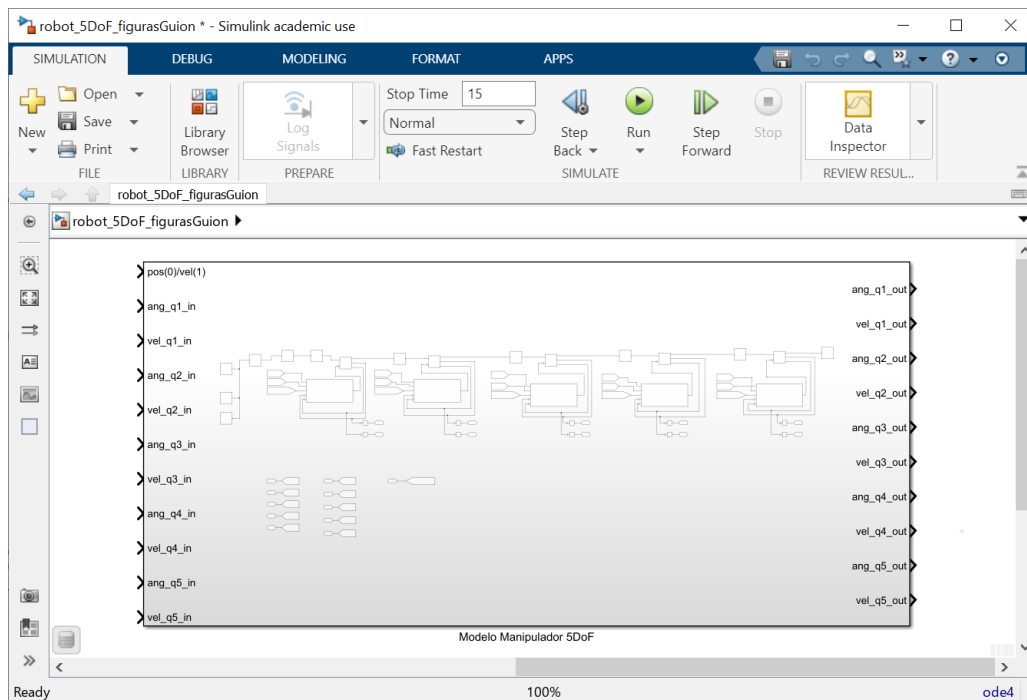 robot_5DoF_figurasGuion * - Simulink academic use
SIMULATION DEBUG MODELING FORMAT APPS
New
Open
Save
Print
FILE
Library Browser
LIBRARY
Log Signals
PREPARE
Stop Time 15
Normal
Fast Restart
Step Back
Run
Step Forward
Stop
SIMULATE
Data Inspector
REVIEW RESUL...
robot_5DoF_figurasGuion
robot_5DoF_figurasGuion
pos(0)/vel(1)
ang_q1_in
vel_q1_in
ang_q2_in
vel_q2_in
ang_q3_in
vel_q3_in
ang_q4_in
vel_q4_in
ang_q5_in
vel_q5_in
ang_q1_out
vel_q1_out
ang_q2_out
vel_q2_out
ang_q3_out
vel_q3_out
ang_q4_out
vel_q4_out
ang_q5_out
vel_q5_out
Modelo Manipulador 5DoF
Ready 100% ode4